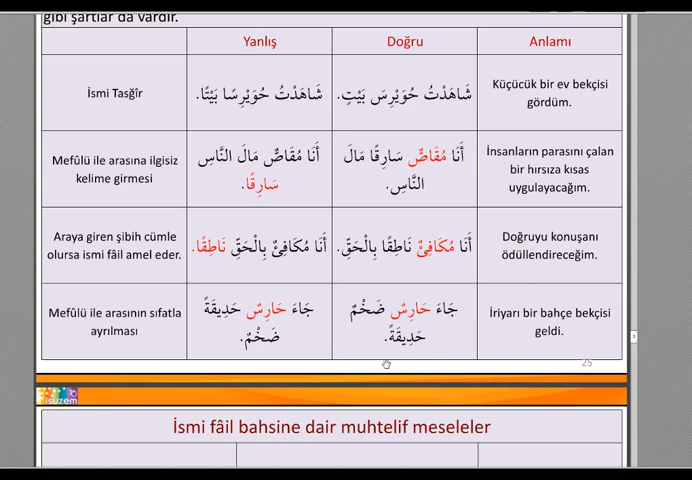 gibi şartlar da vardır.
Yanlış Doğru Anlamı
İsmi Tasğîr
شَاهَدْتُ حُوَيْرِسًا بَيْتًا.
شَاهَدْتُ حُوَيْرِسَ بَيْتٍ.
Küçücük bir ev bekçisi
gördüm.
Mefûlü ile arasına ilgisiz
kelime girmesi
أَنَا مُقَاصٌّ مَالَ النَّاسِ
سَارِقًا.
أَنَا مُقَاصٌّ سَارِقًا مَالَ
النَّاسِ.
İnsanların parasını çalan
bir hırsıza kısas
uygulayacağım.
Araya giren şibih cümle
olursa ismi fâil amel eder.
أَنَا مُكَافِئٌ بِالْحَقِّ نَاطِقًا.
أَنَا مُكَافِئٌ نَاطِقًا بِالْحَقِّ.
Doğruyu konuşanı
ödüllendireceğim.
Mefûlü ile arasının sıfatla
ayrılması
جَاءَ حَارِسٌ حَدِيقَةً
ضَخْمٌ.
جَاءَ حَارِسٌ ضَخْمٌ
حَدِيقَةً.
İriyarı bir bahçe bekçisi
geldi.
25
isuzem
İsmi fâil bahsine dair muhtelif meseleler